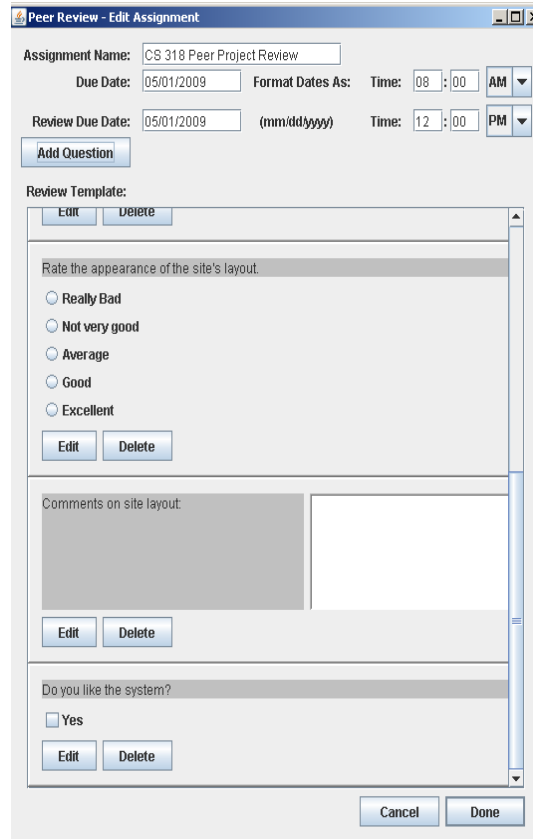 Peer Review - Edit Assignment
Assignment Name: CS 318 Peer Project Review
Due Date: 05/01/2009 Format Dates As: Time: 08 : 00 AM
Review Due Date: 05/01/2009 (mm/dd/yyyy) Time: 12 : 00 PM
Add Question
Review Template:
Edit Delete
Rate the appearance of the site's layout.
Really Bad
Not very good
Average
Good
Excellent
Edit Delete
Comments on site layout:
Edit Delete
Do you like the system?
Yes
Edit Delete
Cancel Done